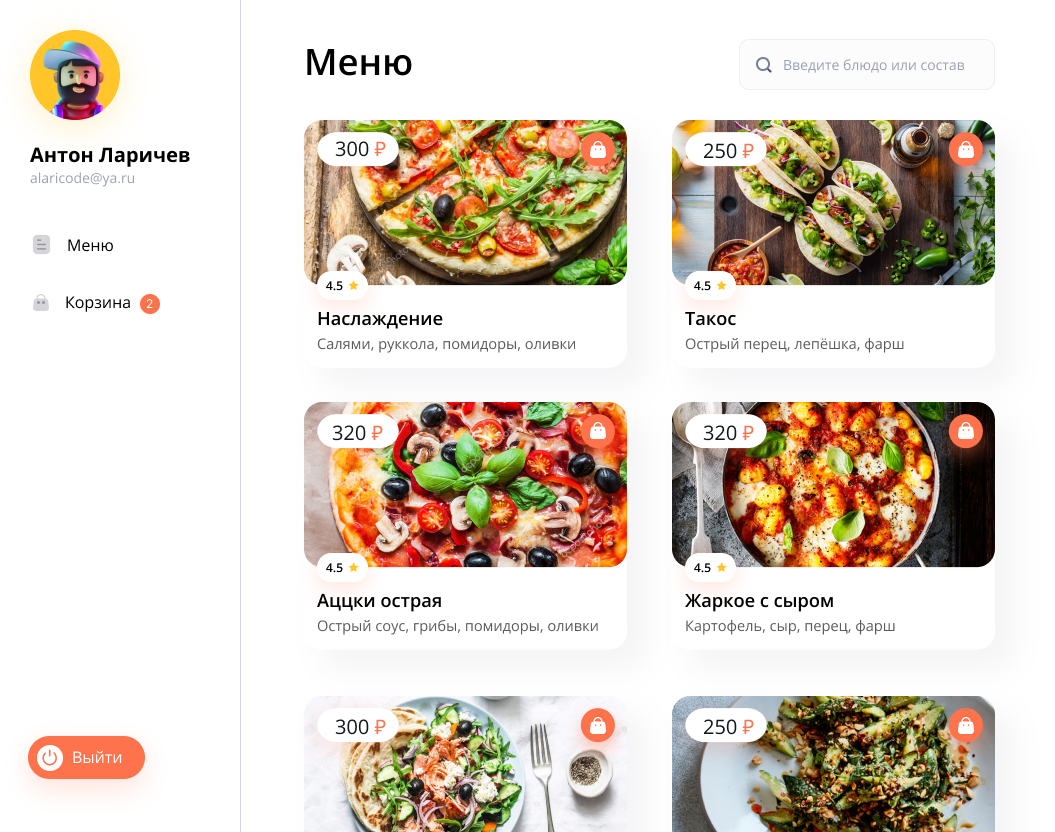 Антон Ларичев
alaricode@ya.ru
Меню
Корзина 2
Выйти
Меню
Введите блюдо или состав
300 ₽
4.5
Наслаждение
Салями, руккола, помидоры, оливки
250 ₽
4.5
Такос
Острый перец, лепёшка, фарш
320 ₽
4.5
Аццки острая
Острый соус, грибы, помидоры, оливки
320 ₽
4.5
Жаркое с сыром
Картофель, сыр, перец, фарш
300 ₽
250 ₽